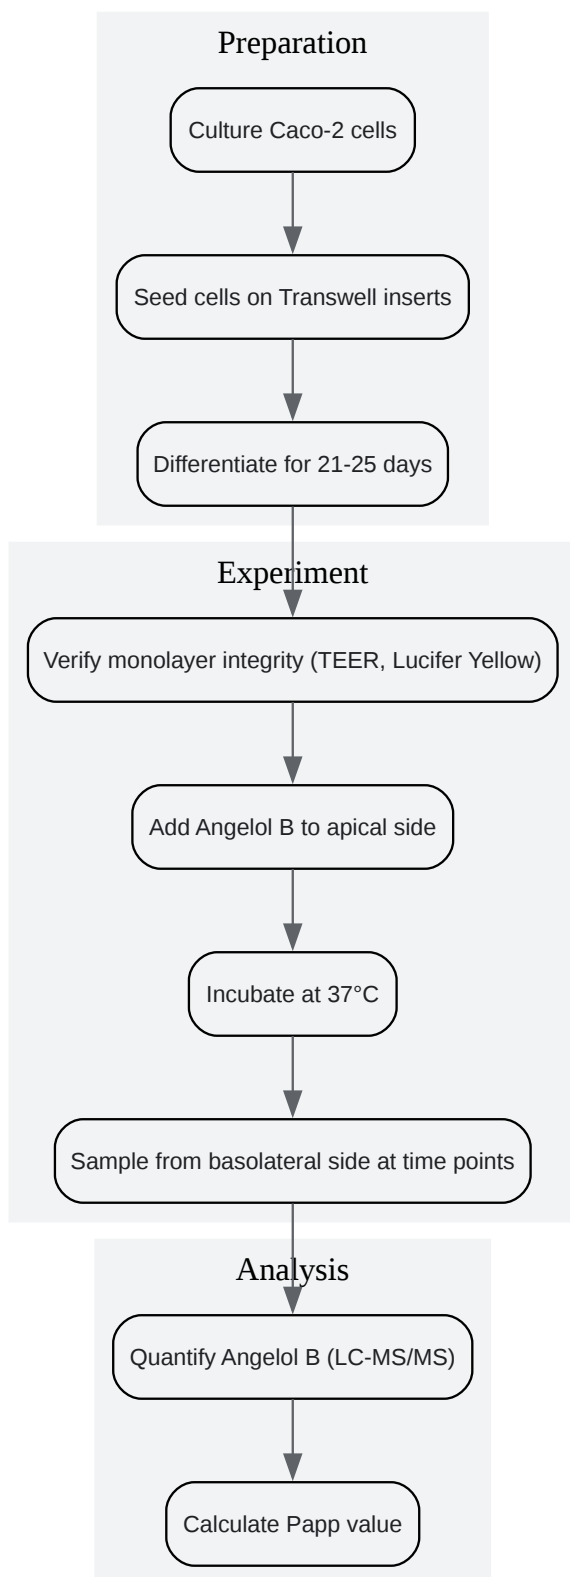 Preparation
Culture Caco-2 cells
Seed cells on Transwell inserts
Differentiate for 21-25 days
Experiment
Verify monolayer integrity (TEER, Lucifer Yellow)
Add Angelol B to apical side
Incubate at 37°C
Sample from basolateral side at time points
Analysis
Quantify Angelol B (LC-MS/MS)
Calculate Papp value